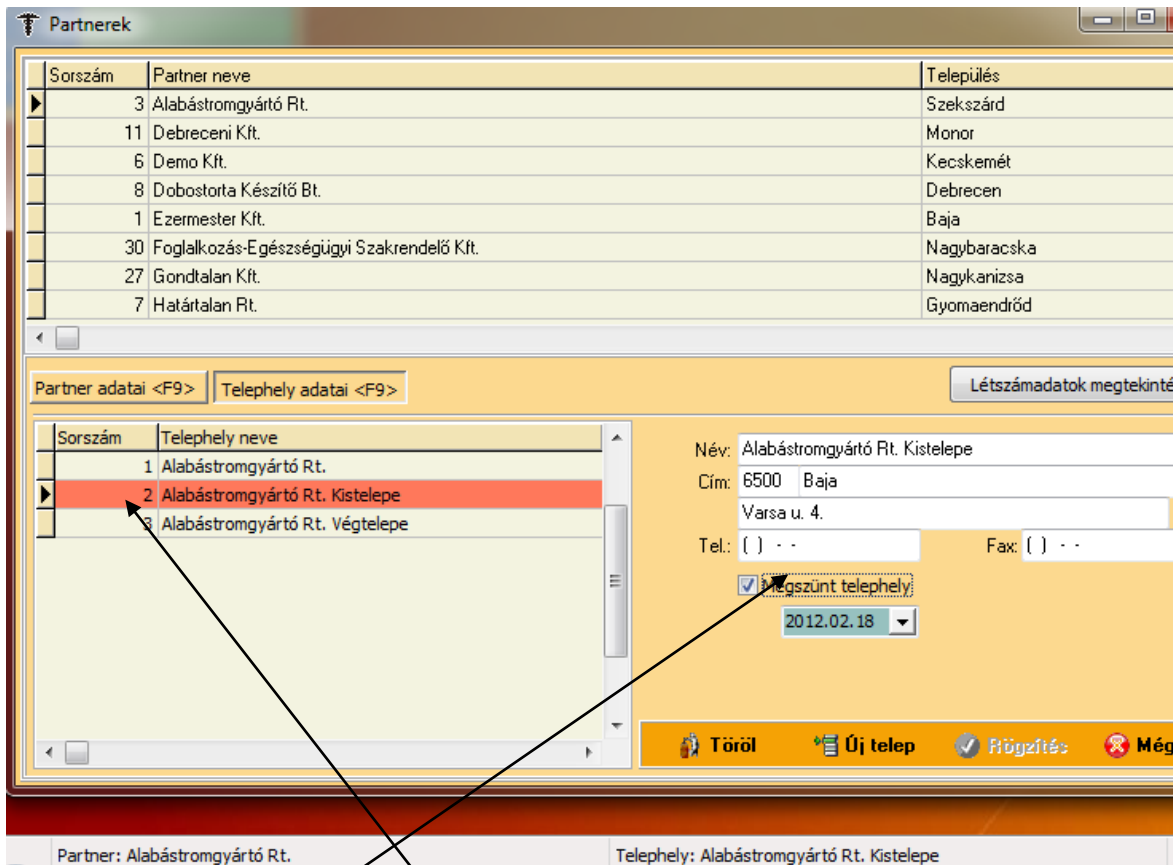 Partnerek
Sorszám Partner neve Település
3 Alabástromgyártó Rt. Szekszárd
11 Debreceni Kft. Monor
6 Demo Kft. Kecskemét
8 Dobostorta Készítő Bt. Debrecen
1 Ezermester Kft. Baja
30 Foglalkozás-Egészségügyi Szakrendelő Kft. Nagybaracska
27 Gondtalan Kft. Nagykanizsa
7 Határtalan Rt. Gyomaendrőd
Partner adatai <F9> Telephely adatai <F9> Létszámadatok megtekinté
Sorszám Telephely neve
1 Alabástromgyártó Rt.
2 Alabástromgyártó Rt. Kistelepe
3 Alabástromgyártó Rt. Végtelepe
Név: Alabástromgyártó Rt. Kistelepe
Cím: 6500 Baja
Varsa u. 4.
Tel.: ( ) - - Fax: ( ) - -
Megszünt telephely
2012.02.18
Töröl Új telep Rögzítés Még
Partner: Alabástromgyártó Rt. Telephely: Alabástromgyártó Rt. Kistelepe